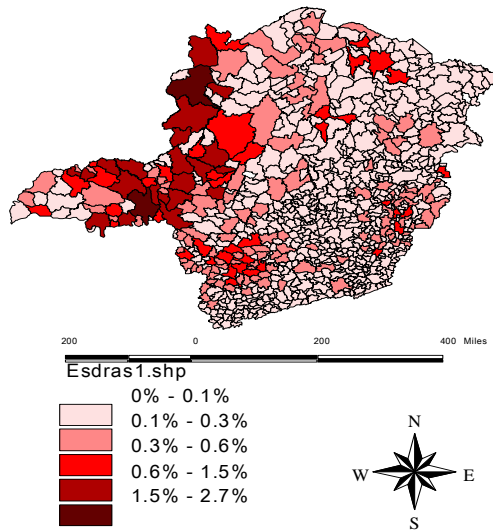 200 0 200 400 Miles
Esdras1.shp
0% - 0.1%
0.1% - 0.3%
0.3% - 0.6%
0.6% - 1.5%
1.5% - 2.7%
N
W E
S